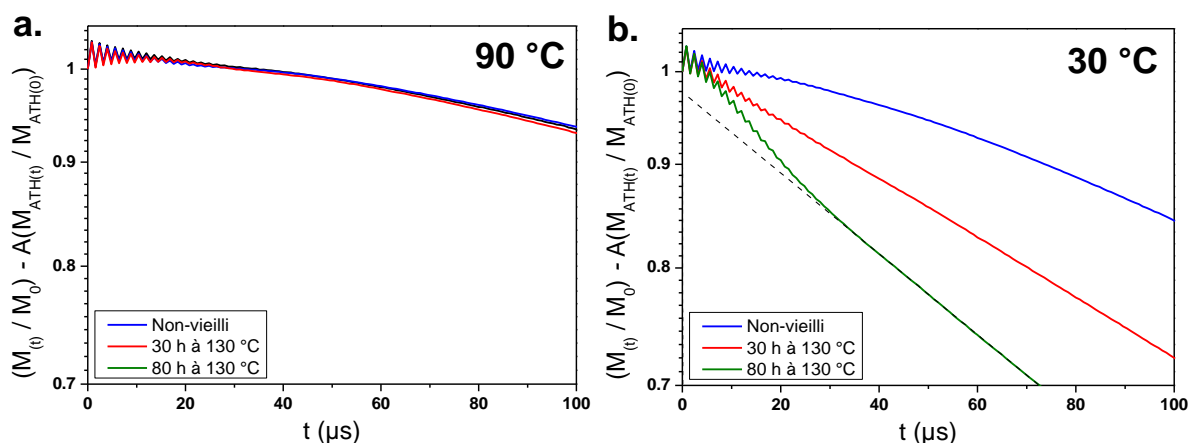 a.
90 °C
1
0.9
0.8
0.7
0 20 40 60 80 100
t (µs)
(M(t) / M0) - A(MATH(t) / MATH(0))
Non-vieilli
30 h à 130 °C
80 h à 130 °C
b.
30 °C
1
0.9
0.8
0.7
0 20 40 60 80 100
t (µs)
(M(t) / M0) - A(MATH(t) / MATH(0))
Non-vieilli
30 h à 130 °C
80 h à 130 °C